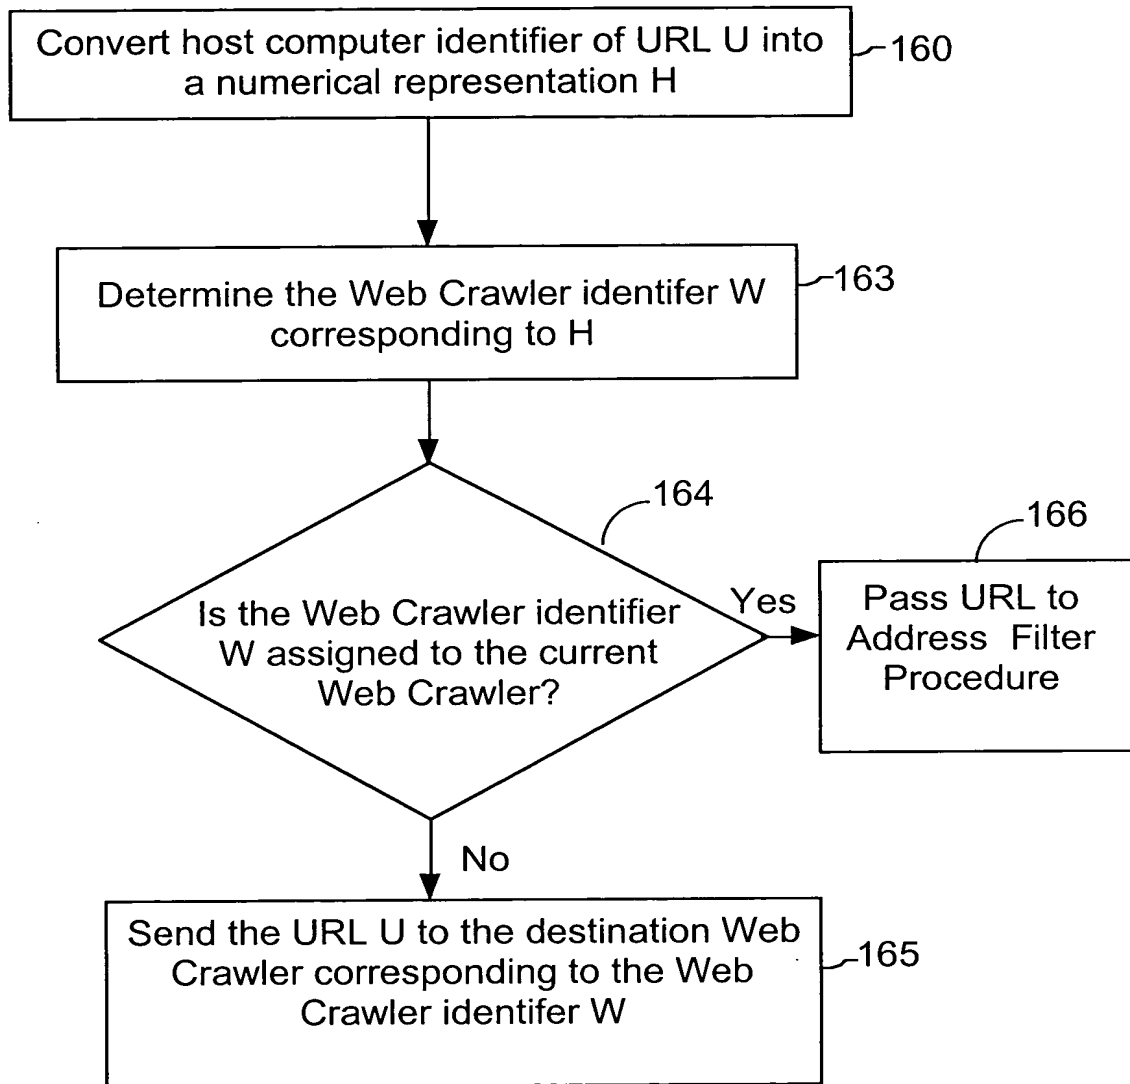 Convert host computer identifier of URL U into
a numerical representation H
160
Determine the Web Crawler identifer W
corresponding to H
163
164
Is the Web Crawler identifier
W assigned to the current
Web Crawler?
Yes
166
Pass URL to
Address Filter
Procedure
No
Send the URL U to the destination Web
Crawler corresponding to the Web
Crawler identifer W
165